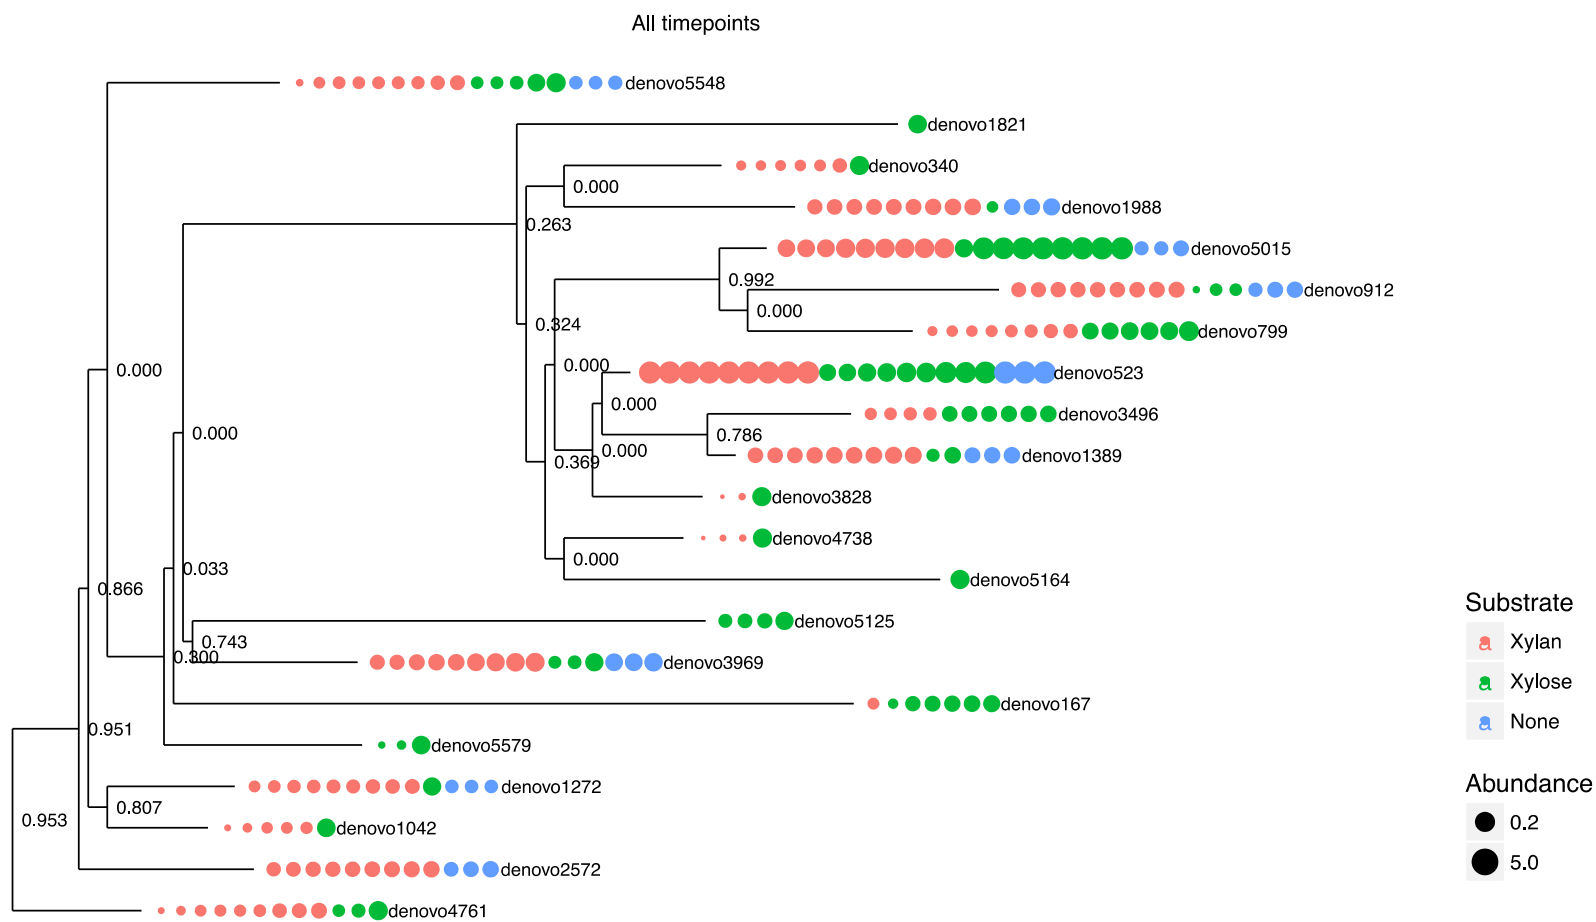 All timepoints
denovo5548
denovo1821
denovo340
0.000
denovo1988
0.263
denovo5015
0.992
denovo912
0.000
0.324
denovo799
0.000
0.000
denovo523
0.000
denovo3496
0.000
0.786
0.000
denovo1389
0.369
denovo3828
denovo4738
0.000
0.033
denovo5164
0.866
Substrate
denovo5125
Xylan
0.743
0.300
denovo3969
Xylose
denovo167
None
0.951
denovo5579
Abundance
denovo1272
0.807
0.953
0.2
denovo1042
5.0
denovo2572
denovo4761